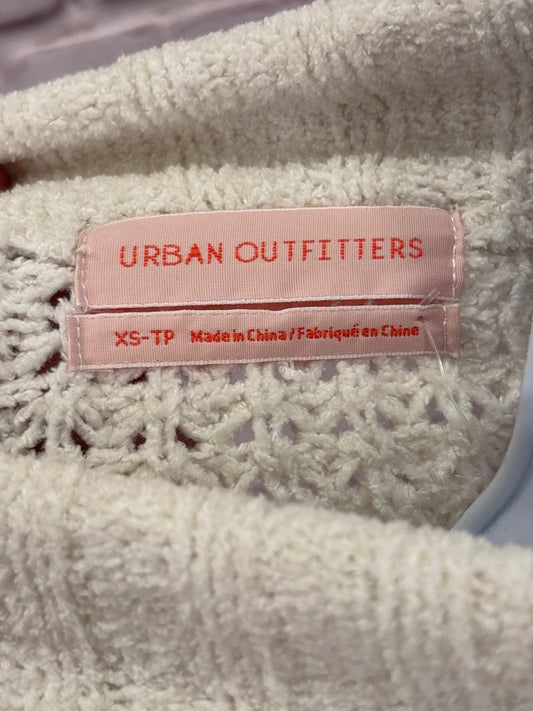 URBAN OUTFITTERS
XS-TP Made in China / Fabriqué en Chine